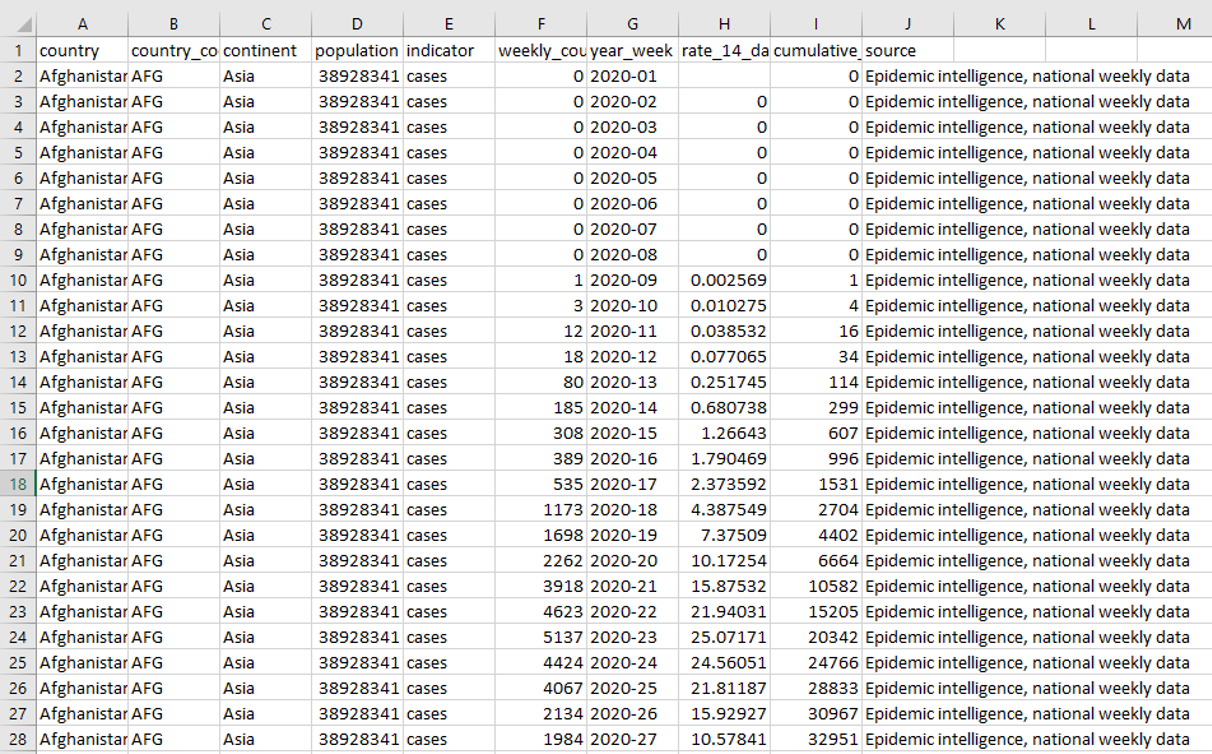 A B C D E F G H I J K L M
1 country country_co continent population indicator weekly_cou year_week rate_14_da cumulative_ source
2 Afghanistar AFG Asia 38928341 cases 0 2020-01 0 Epidemic intelligence, national weekly data
3 Afghanistar AFG Asia 38928341 cases 0 2020-02 0 0 Epidemic intelligence, national weekly data
4 Afghanistar AFG Asia 38928341 cases 0 2020-03 0 0 Epidemic intelligence, national weekly data
5 Afghanistar AFG Asia 38928341 cases 0 2020-04 0 0 Epidemic intelligence, national weekly data
6 Afghanistar AFG Asia 38928341 cases 0 2020-05 0 0 Epidemic intelligence, national weekly data
7 Afghanistar AFG Asia 38928341 cases 0 2020-06 0 0 Epidemic intelligence, national weekly data
8 Afghanistar AFG Asia 38928341 cases 0 2020-07 0 0 Epidemic intelligence, national weekly data
9 Afghanistar AFG Asia 38928341 cases 0 2020-08 0 0 Epidemic intelligence, national weekly data
10 Afghanistar AFG Asia 38928341 cases 1 2020-09 0.002569 1 Epidemic intelligence, national weekly data
11 Afghanistar AFG Asia 38928341 cases 3 2020-10 0.010275 4 Epidemic intelligence, national weekly data
12 Afghanistar AFG Asia 38928341 cases 12 2020-11 0.038532 16 Epidemic intelligence, national weekly data
13 Afghanistar AFG Asia 38928341 cases 18 2020-12 0.077065 34 Epidemic intelligence, national weekly data
14 Afghanistar AFG Asia 38928341 cases 80 2020-13 0.251745 114 Epidemic intelligence, national weekly data
15 Afghanistar AFG Asia 38928341 cases 185 2020-14 0.680738 299 Epidemic intelligence, national weekly data
16 Afghanistar AFG Asia 38928341 cases 308 2020-15 1.26643 607 Epidemic intelligence, national weekly data
17 Afghanistar AFG Asia 38928341 cases 389 2020-16 1.790469 996 Epidemic intelligence, national weekly data
18 Afghanistar AFG Asia 38928341 cases 535 2020-17 2.373592 1531 Epidemic intelligence, national weekly data
19 Afghanistar AFG Asia 38928341 cases 1173 2020-18 4.387549 2704 Epidemic intelligence, national weekly data
20 Afghanistar AFG Asia 38928341 cases 1698 2020-19 7.37509 4402 Epidemic intelligence, national weekly data
21 Afghanistar AFG Asia 38928341 cases 2262 2020-20 10.17254 6664 Epidemic intelligence, national weekly data
22 Afghanistar AFG Asia 38928341 cases 3918 2020-21 15.87532 10582 Epidemic intelligence, national weekly data
23 Afghanistar AFG Asia 38928341 cases 4623 2020-22 21.94031 15205 Epidemic intelligence, national weekly data
24 Afghanistar AFG Asia 38928341 cases 5137 2020-23 25.07171 20342 Epidemic intelligence, national weekly data
25 Afghanistar AFG Asia 38928341 cases 4424 2020-24 24.56051 24766 Epidemic intelligence, national weekly data
26 Afghanistar AFG Asia 38928341 cases 4067 2020-25 21.81187 28833 Epidemic intelligence, national weekly data
27 Afghanistar AFG Asia 38928341 cases 2134 2020-26 15.92927 30967 Epidemic intelligence, national weekly data
28 Afghanistar AFG Asia 38928341 cases 1984 2020-27 10.57841 32951 Epidemic intelligence, national weekly data